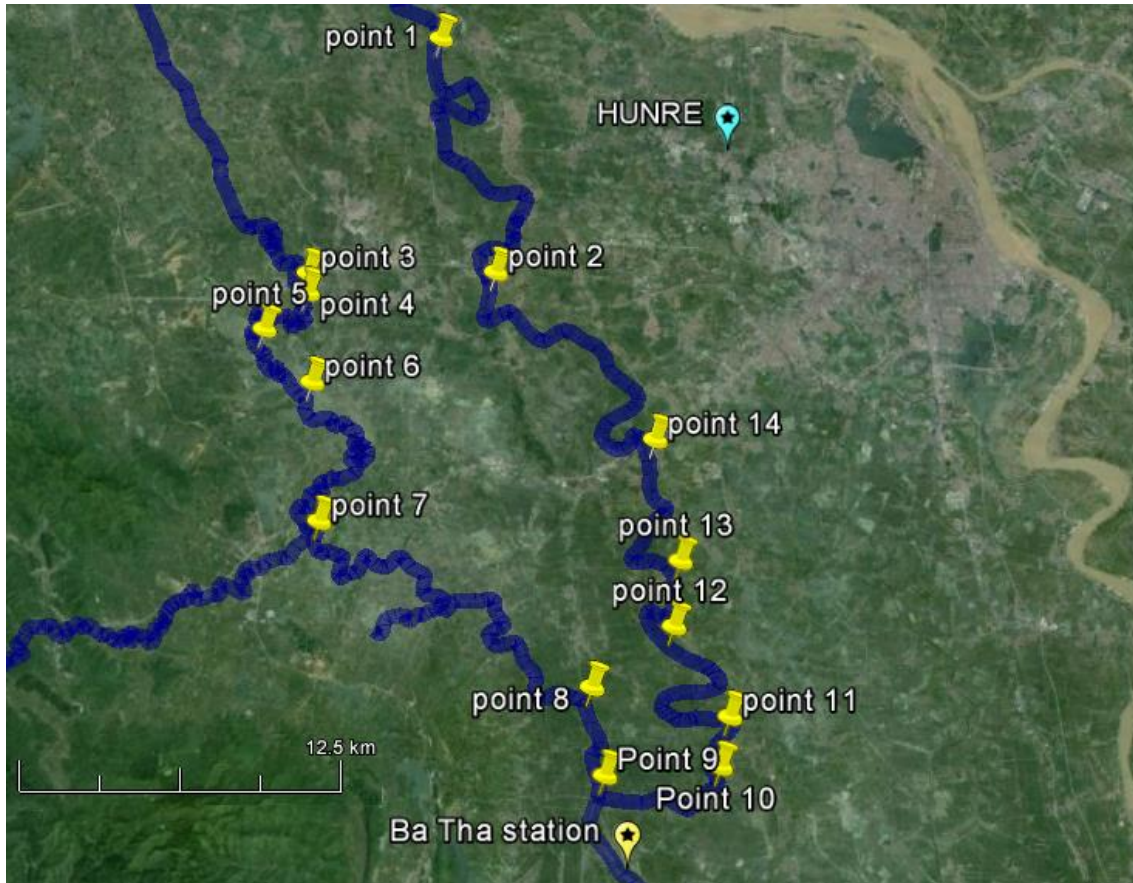 point 1
HUNRE
point 3
point 2
point 5
point 4
point 6
point 14
point 7
point 13
point 12
point 8
point 11
12.5 km
Point 9
Point 10
Ba Tha station